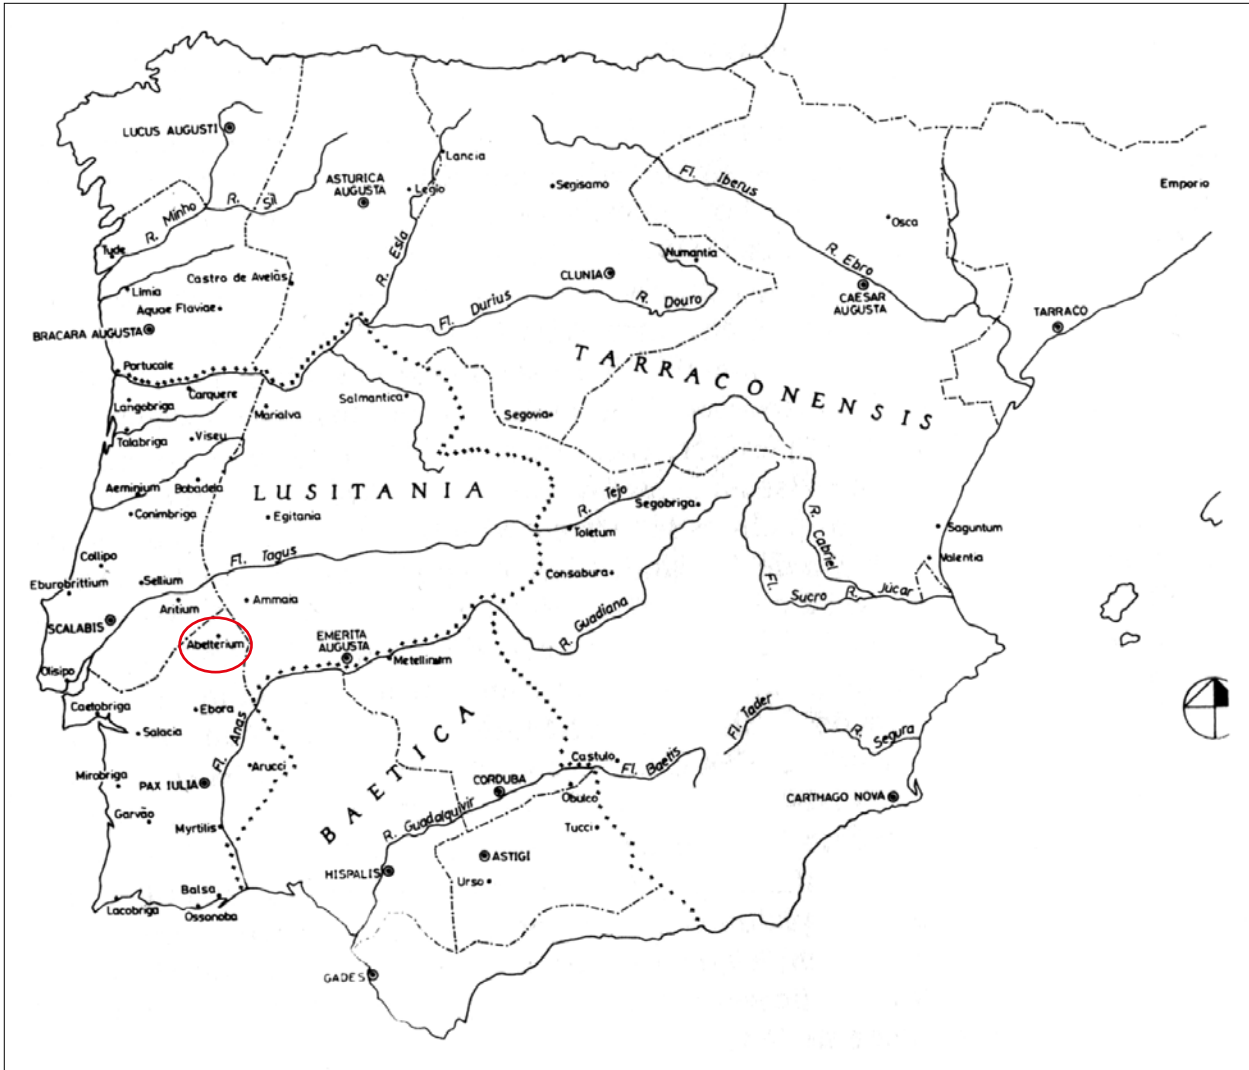 LUCUS AUGUSTI
Lancia
ASTURICA
AUGUSTA
Legio
Segisamo
Fl. Iberus
Emporio
R. Minho
R. Sil
Osca
Tude
R. Esla
Numantia
R. Ebro
Castro de Avelãs
CLUNIA
Limia
Aquae Flaviae
Fl. Durius
R. Douro
CAESAR
AUGUSTA
TARRACO
BRACARA AUGUSTA
Portucale
TARRACONENSIS
Carquere
Langobriga
Marialva
Salmantica
Segovia
Talabriga
Viseu
Aeminium
Bobadela
LUSITANIA
R. Tejo
Segobriga
Conimbriga
Egitania
Toletum
R. Cabriel
Saguntum
Collipo
Fl. Tagus
Valentia
Eburobrittium
Sellium
Consabura
Fl. Sucro
R. Júcar
Aritium
Ammaia
SCALABIS
R. Guadiana
Abelterium
EMERITA
AUGUSTA
Metellinum
Olisipo
Caetobriga
Ebora
Salacia
Fl. Anas
Fl. Tader
R. Segura
Arucci
BAETICA
Castulo
Fl. Baetis
Mirobriga
PAX IULIA
CORDUBA
Obulco
CARTHAGO NOVA
Garvão
Myrtilis
R. Guadalquivir
Tucci
ASTIGI
HISPALIS
Urso
Balsa
Lacobriga
Ossonoba
GADES